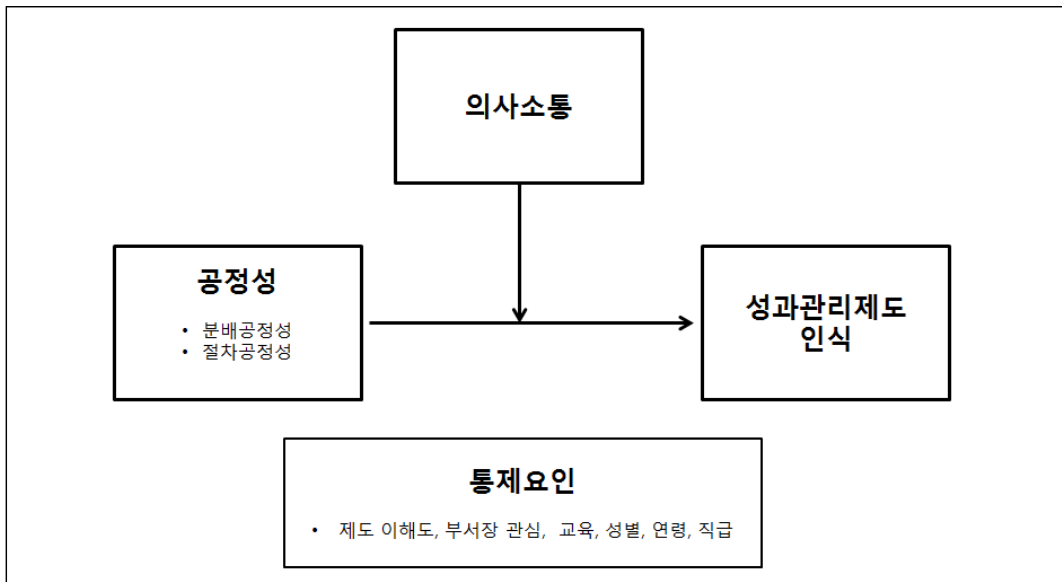 의사소통
공정성
• 분배공정성
• 절차공정성
성과관리제도
인식
통제요인
• 제도 이해도, 부서장 관심, 교육, 성별, 연령, 직급